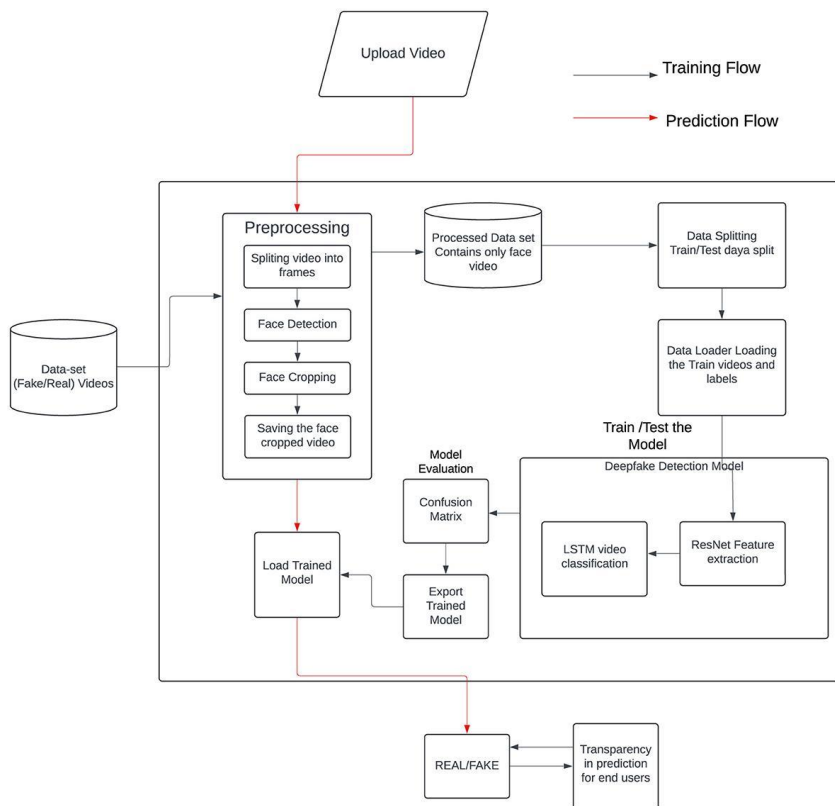 Upload Video
Training Flow
Prediction Flow
Preprocessing
Spliting video into
frames
Face Detection
Face Cropping
Saving the face
cropped video
Processed Data set
Contains only face
video
Data Splitting
Train/Test daya split
Data-set
(Fake/Real) Videos
Data Loader Loading
the Train videos and
labels
Train /Test the
Model
Deepfake Detection Model
Model
Evaluation
Confusion
Matrix
LSTM video
classification
ResNet Feature
extraction
Load Trained
Model
Export
Trained
Model
REAL/FAKE
Transparency
in prediction
for end users